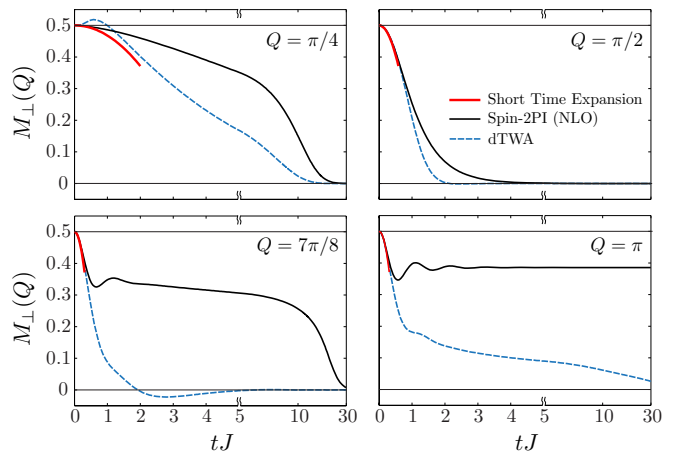 0.5
0.4
0.3
0.2
0.1
0
M⊥(Q)
Q = π/4
Q = π/2
Short Time Expansion
Spin-2PI (NLO)
dTWA
0.5
0.4
0.3
0.2
0.1
0
M⊥(Q)
Q = 7π/8
Q = π
0 1 2 3 4 5 10 30
0 1 2 3 4 5 10 30
tJ
tJ